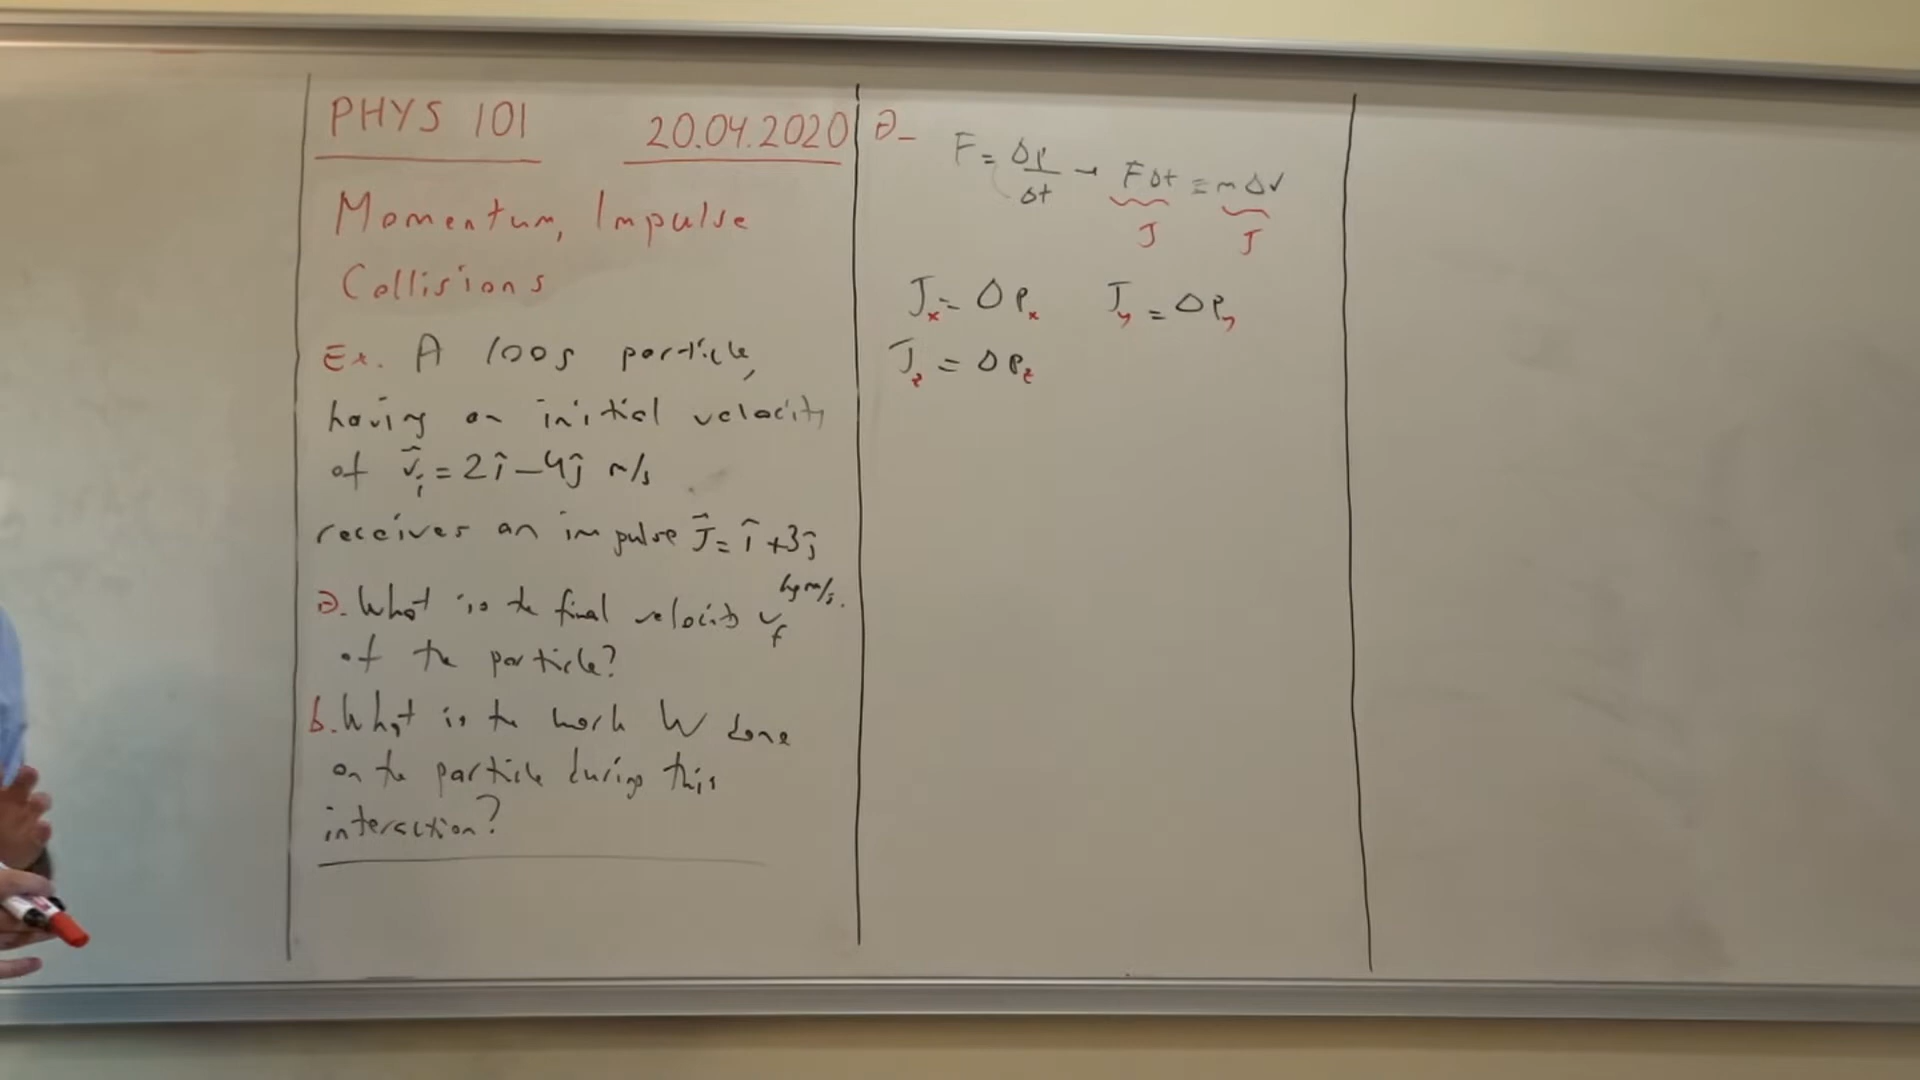 PHYS 101 20.04.2020
Momentum, Impulse
Collisions
Ex. A 100g particle,
having an initial velocity
of v⃗ᵢ = 2î – 4ĵ m/s
receives an impulse J⃗ = î + 3ĵ
kg m/s.
a. What is the final velocity v_f
of the particle?
b. What is the work W done
on the particle during this
interaction?
a–
F = Δp/Δt → FΔt = mΔv
J J
Jₓ = ΔPₓ J_y = ΔP_y
J_z = ΔP_z